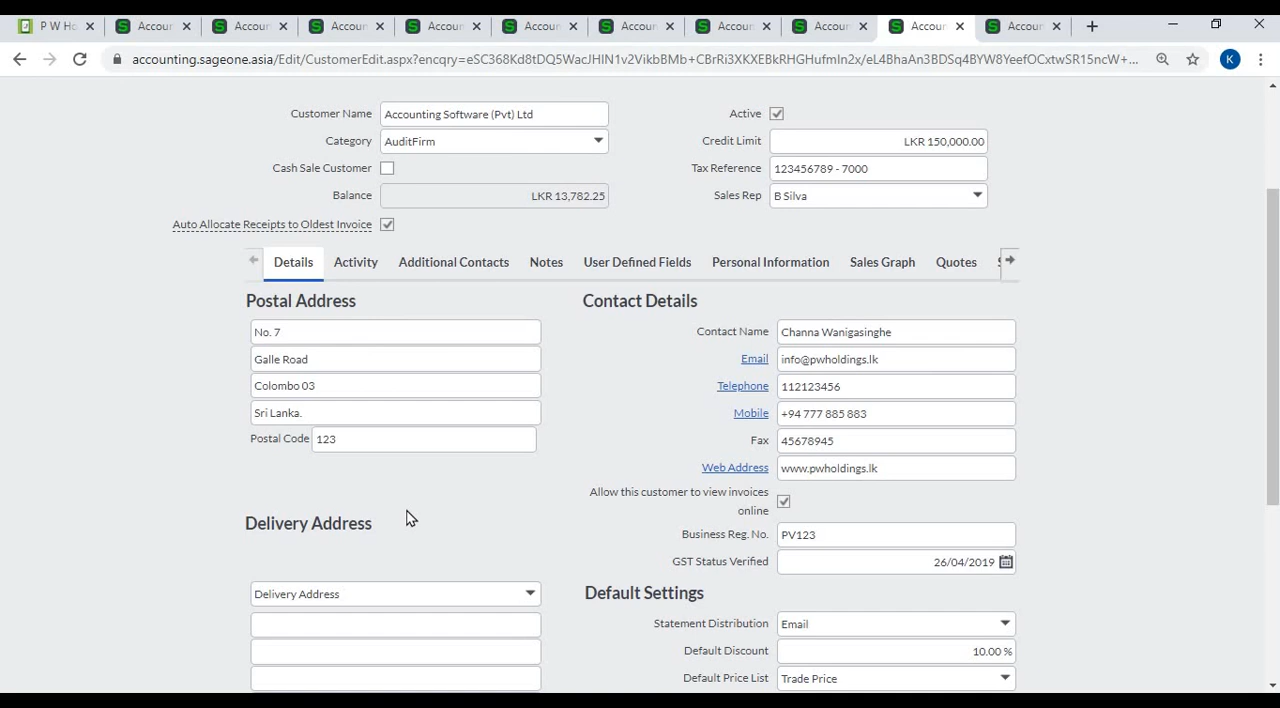 P W Ho
Accoun
Accoun
Accoun
Accoun
Accoun
Accoun
Accoun
Accoun
Accoun
Accoun
accounting.sageone.asia/Edit/CustomerEdit.aspx?encqry=eSC368Kd8tDQ5WacJHIN1v2VikbBMb+CBrRi3XKXEBkRHGHufmIn2x/eL4BhaAn3BDSq4BYW8YeefOCxtwSR15ncW+...
K
Customer Name Accounting Software (Pvt) Ltd
Active
Category AuditFirm
Credit Limit LKR 150,000.00
Cash Sale Customer
Tax Reference 123456789 - 7000
Balance LKR 13,782.25
Sales Rep B Silva
Auto Allocate Receipts to Oldest Invoice
Details Activity Additional Contacts Notes User Defined Fields Personal Information Sales Graph Quotes
Postal Address
No. 7
Galle Road
Colombo 03
Sri Lanka.
Postal Code 123
Contact Details
Contact Name Channa Wanigasinghe
Email info@pwholdings.lk
Telephone 112123456
Mobile +94 777 885 883
Fax 45678945
Web Address www.pwholdings.lk
Allow this customer to view invoices
online
Business Reg. No. PV123
GST Status Verified 26/04/2019
Delivery Address
Delivery Address
Default Settings
Statement Distribution Email
Default Discount 10.00 %
Default Price List Trade Price